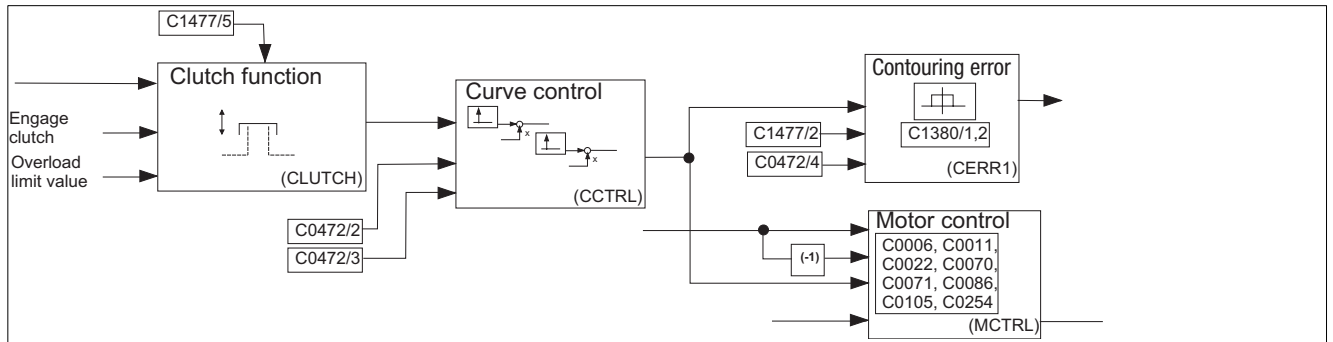 C1477/5
Clutch function
Engage
clutch
Overload
limit value
(CLUTCH)
Curve control
x
x
(CCTRL)
C0472/2
C0472/3
Contouring error
C1380/1,2
C1477/2
C0472/4
(CERR1)
Motor control
C0006, C0011,
C0022, C0070,
C0071, C0086,
C0105, C0254
(-1)
(MCTRL)